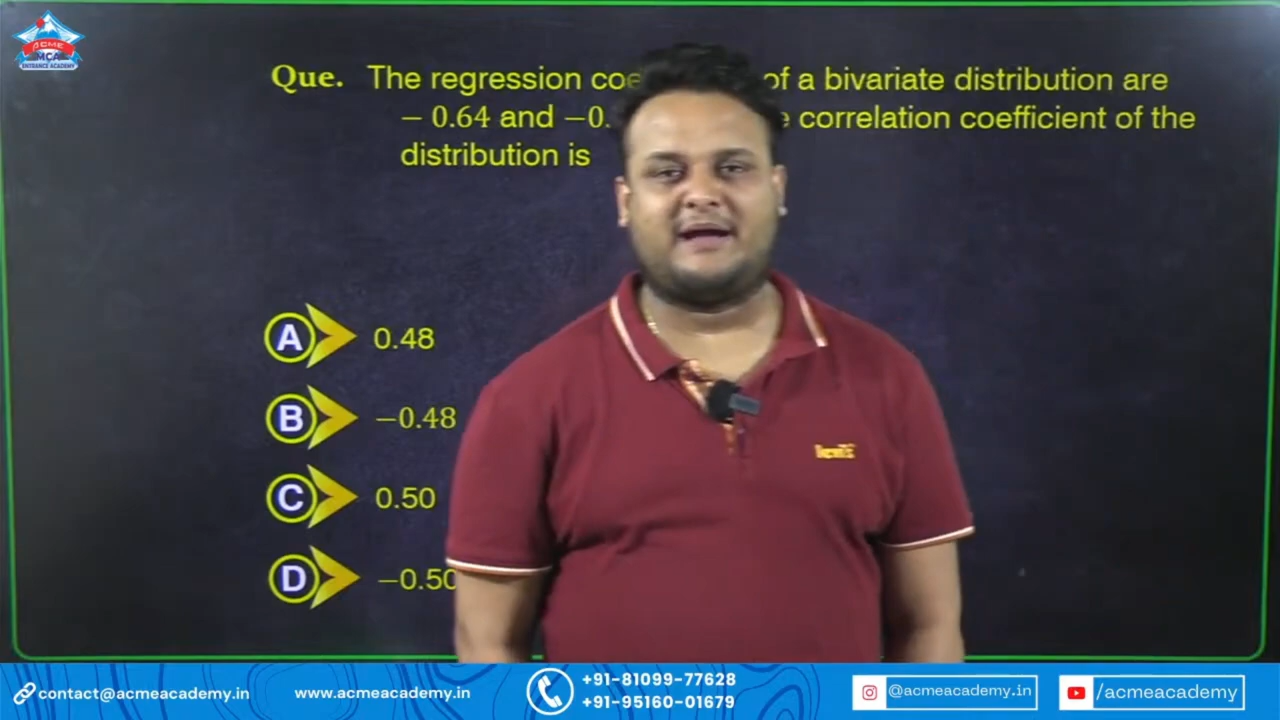 ACME
MCA
ENTRANCE ACADEMY
Que. The regression of a bivariate distribution are
− 0.64 and −0. correlation coefficient of the
distribution is
A 0.48
B −0.48
C 0.50
D −0.50
levi's
contact@acmeacademy.in
www.acmeacademy.in
+91-81099-77628
+91-95160-01679
@acmeacademy.in
/acmeacademy